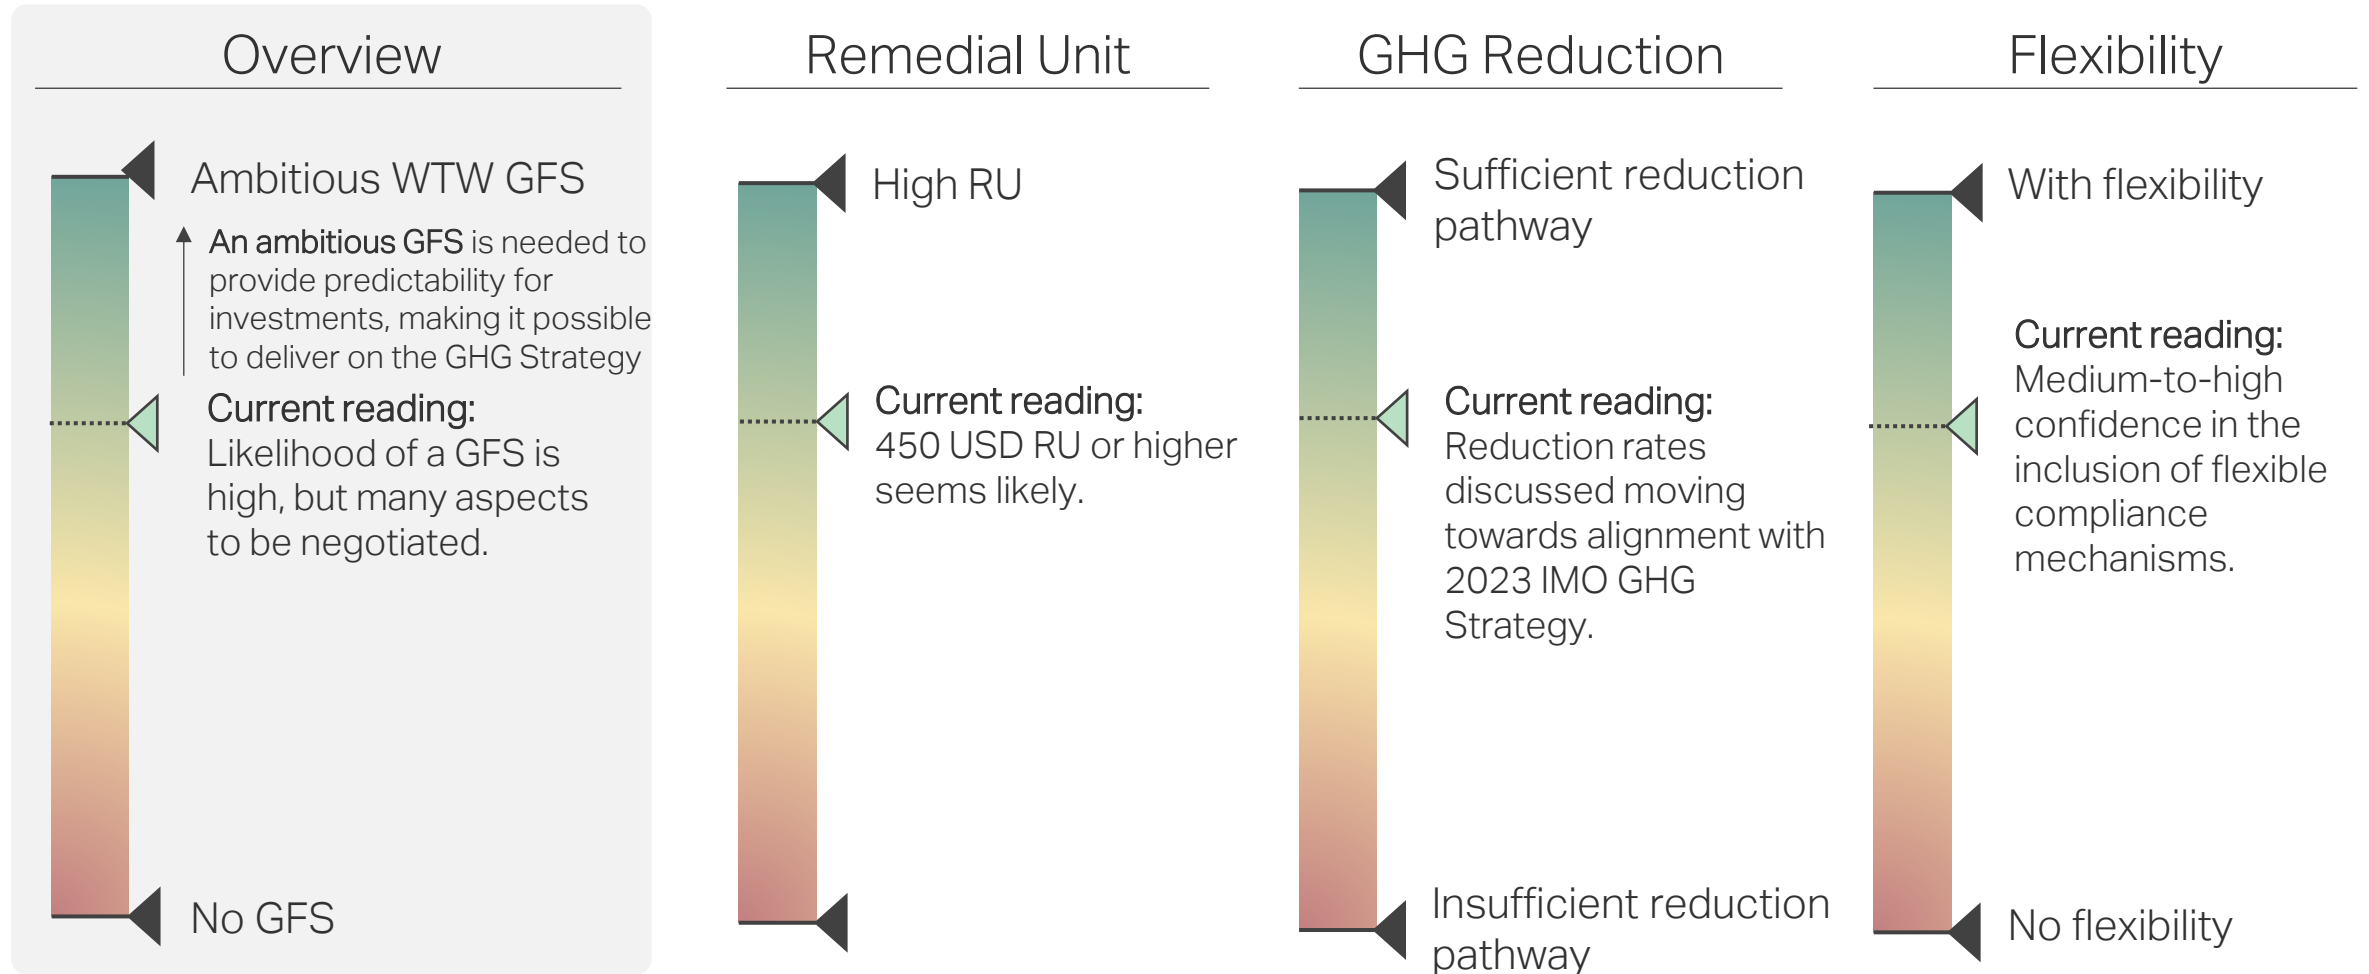 Overview
Ambitious WTW GFS
An ambitious GFS is needed to
provide predictability for
investments, making it possible
to deliver on the GHG Strategy
Current reading:
Likelihood of a GFS is
high, but many aspects
to be negotiated.
No GFS
Remedial Unit
High RU
Current reading:
450 USD RU or higher
seems likely.
GHG Reduction
Sufficient reduction
pathway
Current reading:
Reduction rates
discussed moving
towards alignment with
2023 IMO GHG
Strategy.
Insufficient reduction
pathway
Flexibility
With flexibility
Current reading:
Medium-to-high
confidence in the
inclusion of flexible
compliance
mechanisms.
No flexibility